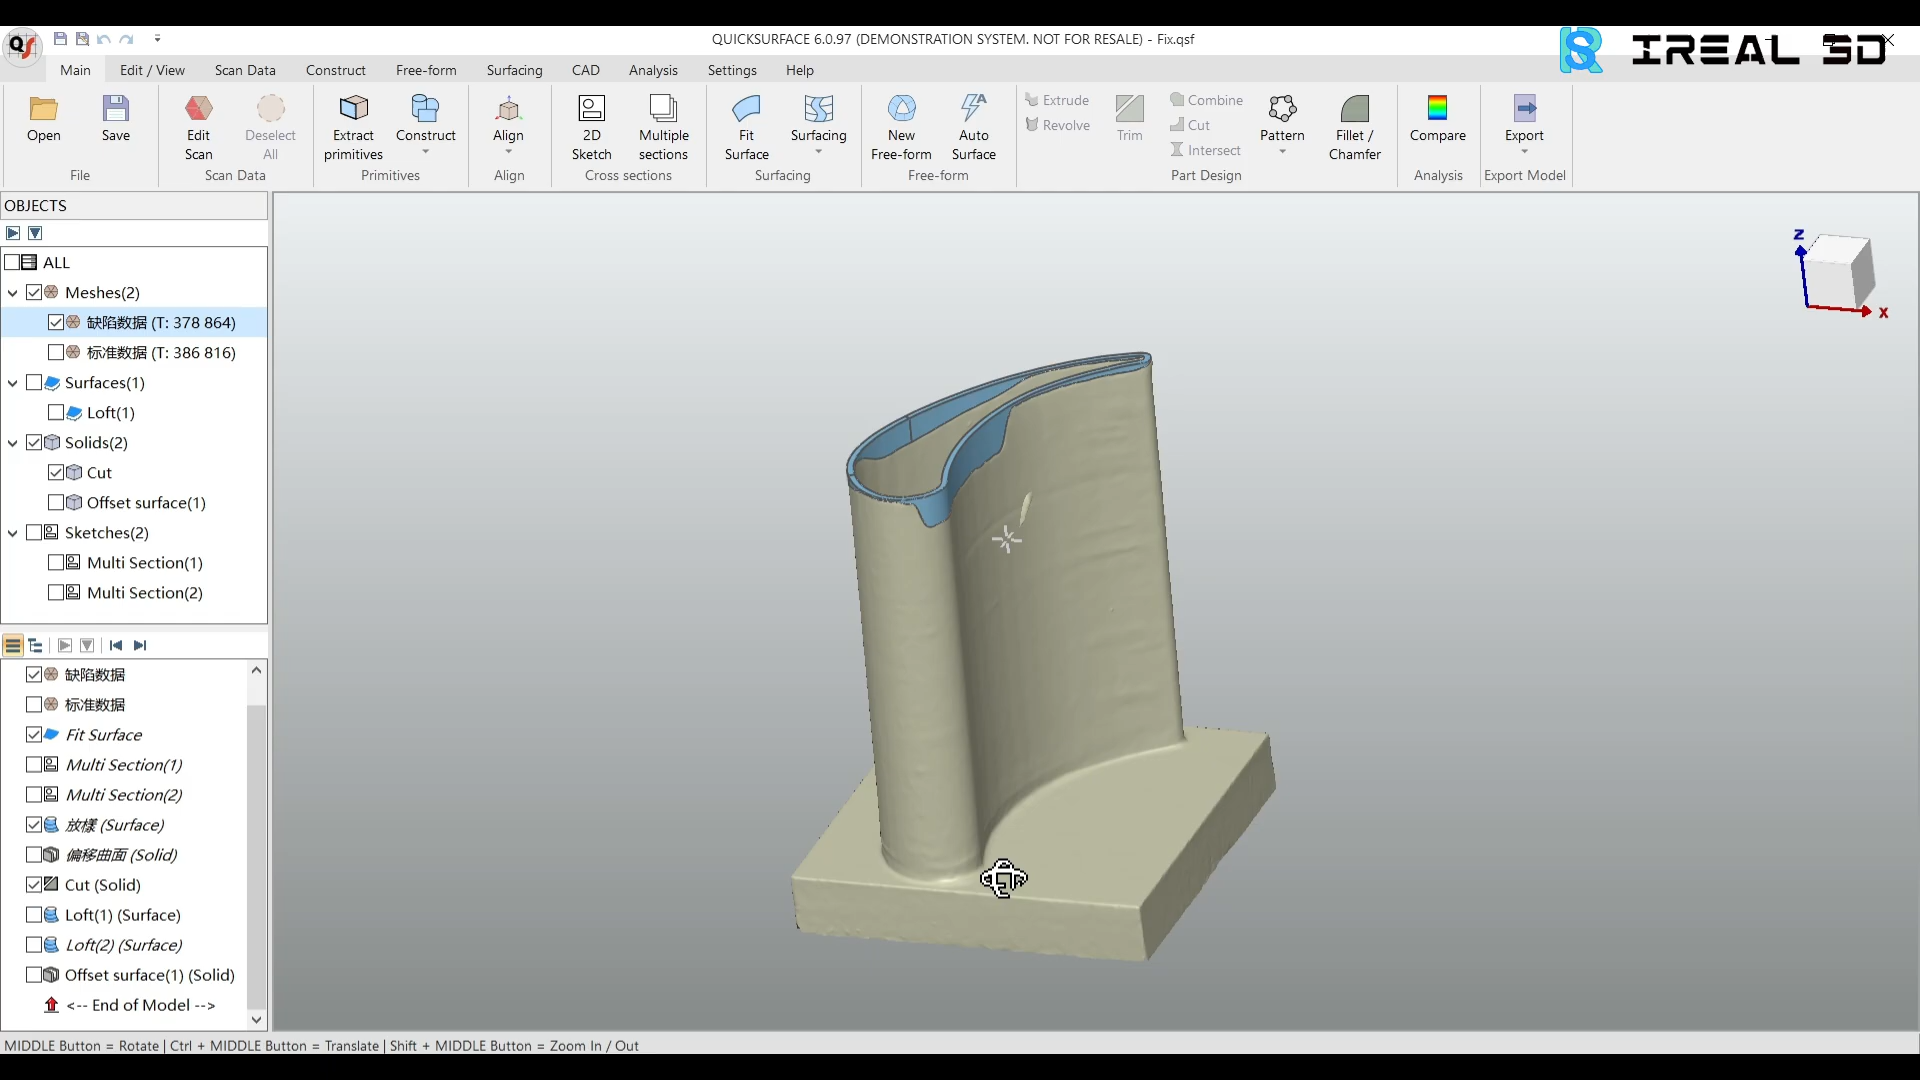 QUICKSURFACE 6.0.97 (DEMONSTRATION SYSTEM. NOT FOR RESALE) - Fix.qsf
IREAL 3D
Main Edit / View Scan Data Construct Free-form Surfacing CAD Analysis Settings Help
Open
Save
File
Edit Scan
Deselect All
Scan Data
Extract primitives
Construct
Primitives
Align
Align
2D Sketch
Multiple sections
Cross sections
Fit Surface
Surfacing
Surfacing
New Free-form
Auto Surface
Free-form
Extrude
Revolve
Trim
Combine
Cut
Intersect
Pattern
Fillet / Chamfer
Part Design
Compare
Analysis
Export
Export Model
OBJECTS
ALL
Meshes(2)
缺陷数据 (T: 378 864)
标准数据 (T: 386 816)
Surfaces(1)
Loft(1)
Solids(2)
Cut
Offset surface(1)
Sketches(2)
Multi Section(1)
Multi Section(2)
缺陷数据
标准数据
Fit Surface
Multi Section(1)
Multi Section(2)
放樣 (Surface)
偏移曲面 (Solid)
Cut (Solid)
Loft(1) (Surface)
Loft(2) (Surface)
Offset surface(1) (Solid)
<-- End of Model -->
Z
X
MIDDLE Button = Rotate | Ctrl + MIDDLE Button = Translate | Shift + MIDDLE Button = Zoom In / Out